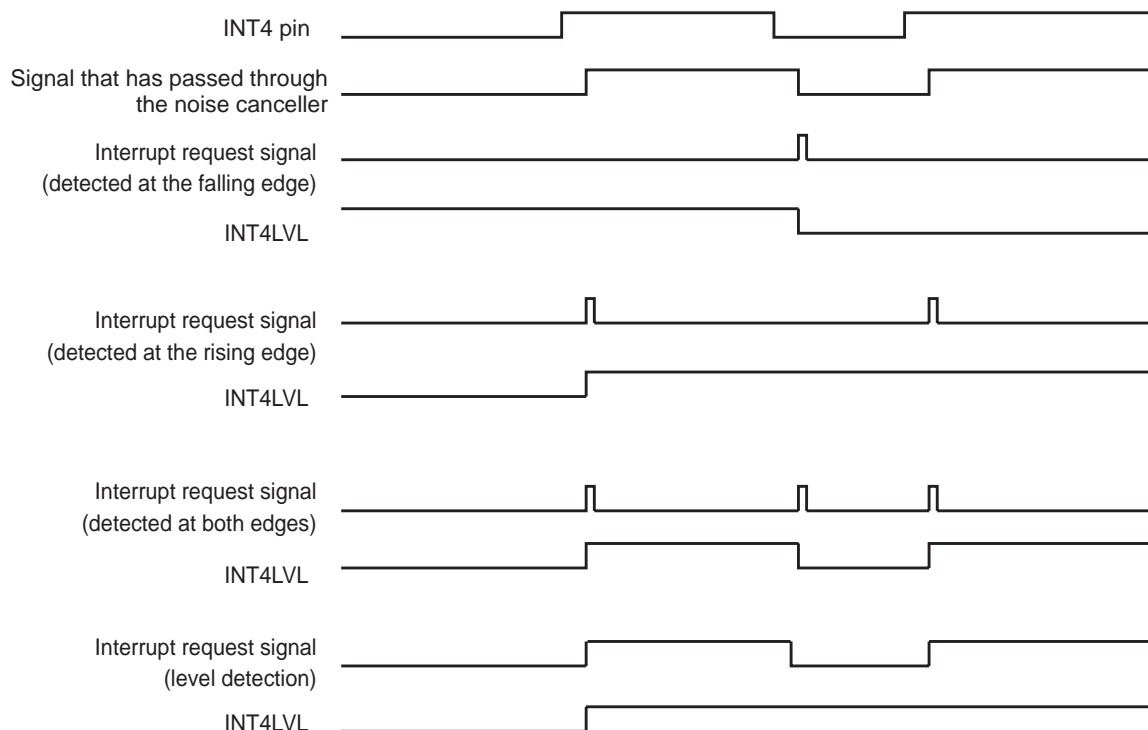 INT4 pin
Signal that has passed through
the noise canceller
Interrupt request signal
(detected at the falling edge)
INT4LVL
Interrupt request signal
(detected at the rising edge)
INT4LVL
Interrupt request signal
(detected at both edges)
INT4LVL
Interrupt request signal
(level detection)
INT4LVL